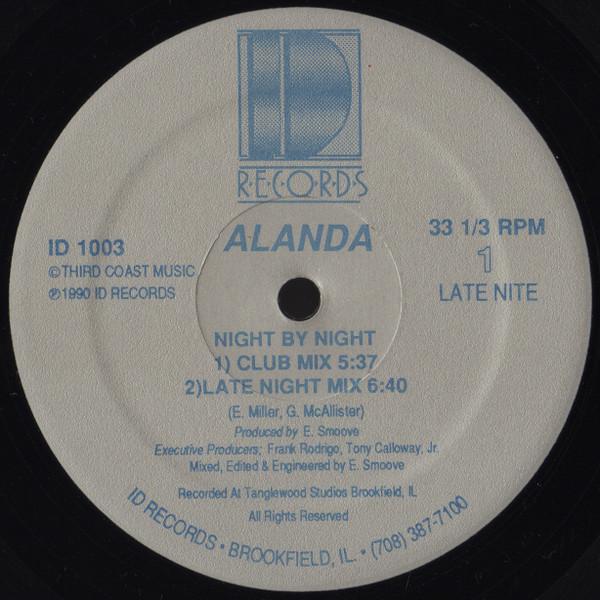 ID
R·E·C·O·R·D·S
ALANDA
ID 1003
©THIRD COAST MUSIC
℗1990 ID RECORDS
33 1/3 RPM
1
LATE NITE
NIGHT BY NIGHT
1) CLUB MIX 5:37
2)LATE NIGHT MIX 6:40
(E. Miller, G. McAllister)
Produced by E. Smoove
Executive Producers; Frank Rodrigo, Tony Calloway, Jr.
Mixed, Edited & Engineered by E. Smoove
Recorded At Tanglewood Studios Brookfield, IL
All Rights Reserved
ID RECORDS • BROOKFIELD, IL. • (708) 387-7100